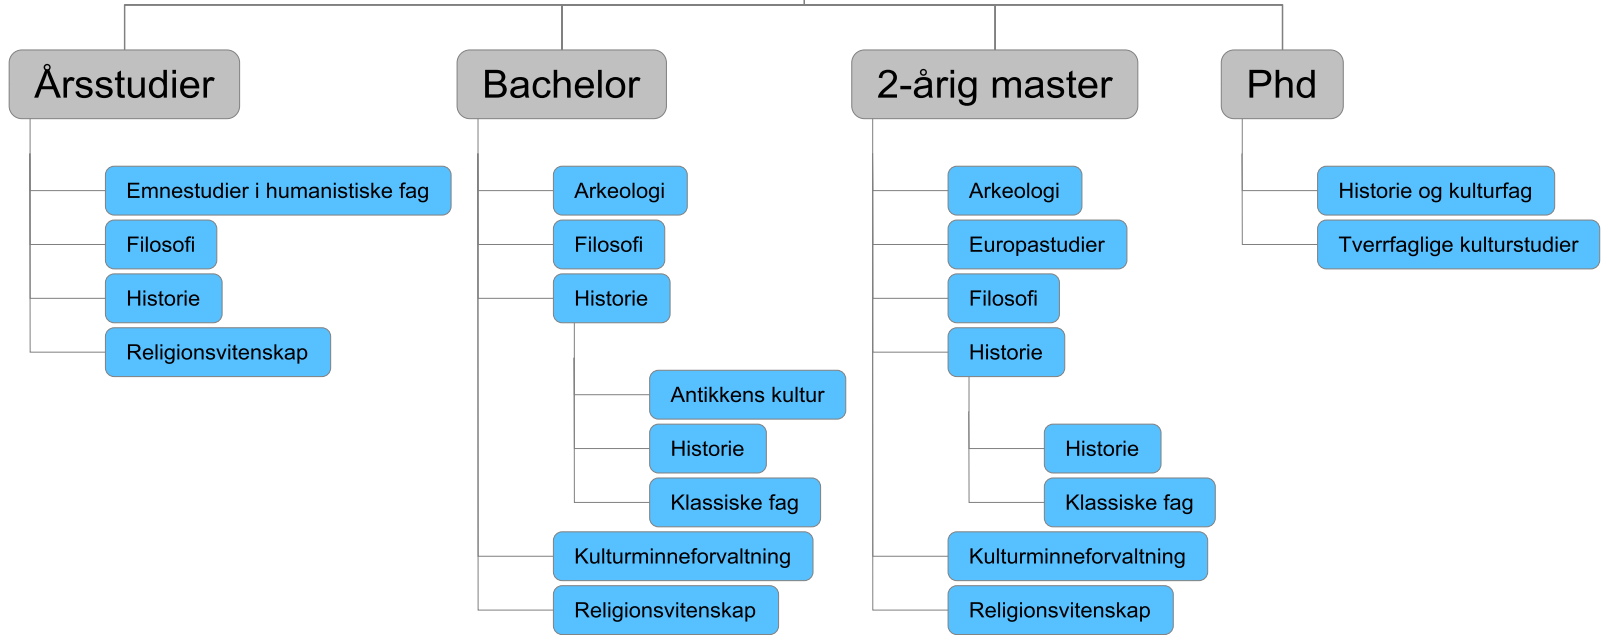 Årsstudier
Emnestudier i humanistiske fag
Filosofi
Historie
Religionsvitenskap
Bachelor
Arkeologi
Filosofi
Historie
Antikkens kultur
Historie
Klassiske fag
Kulturminneforvaltning
Religionsvitenskap
2-årig master
Arkeologi
Europastudier
Filosofi
Historie
Historie
Klassiske fag
Kulturminneforvaltning
Religionsvitenskap
Phd
Historie og kulturfag
Tverrfaglige kulturstudier